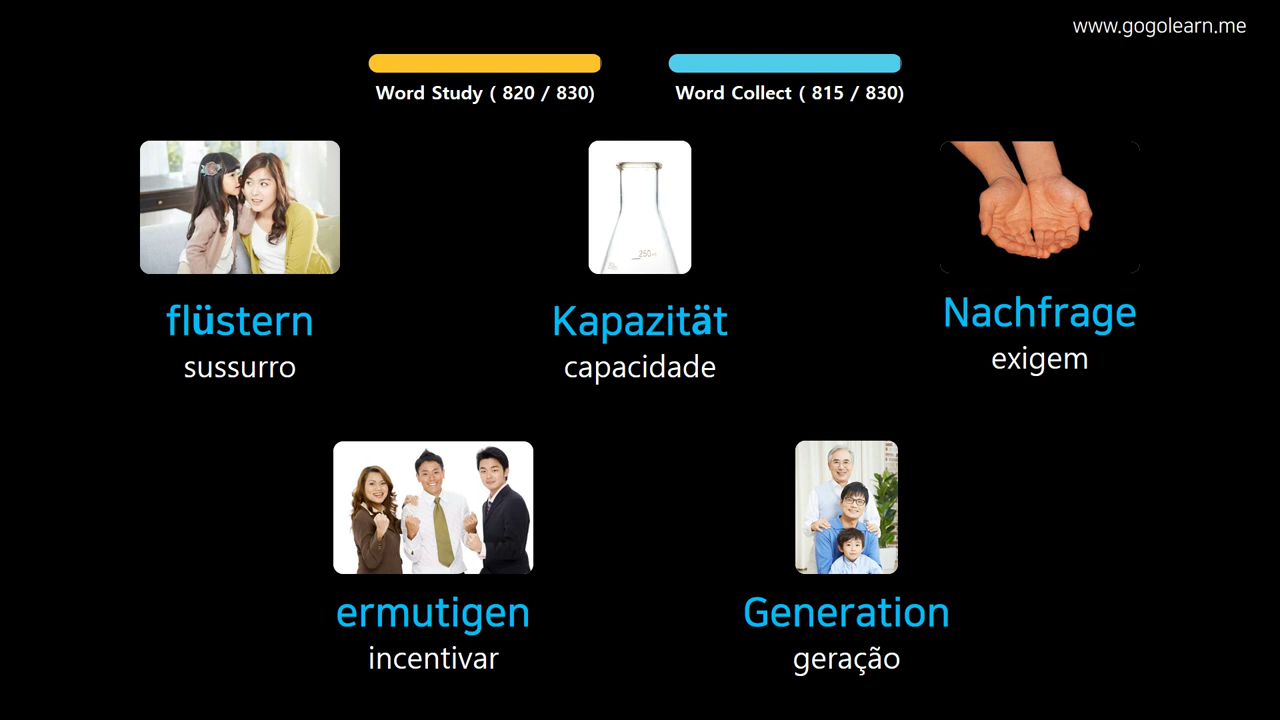 www.gogolearn.me
Word Study ( 820 / 830)
Word Collect ( 815 / 830)
250
flüstern
sussurro
Kapazität
capacidade
Nachfrage
exigem
ermutigen
incentivar
Generation
geração